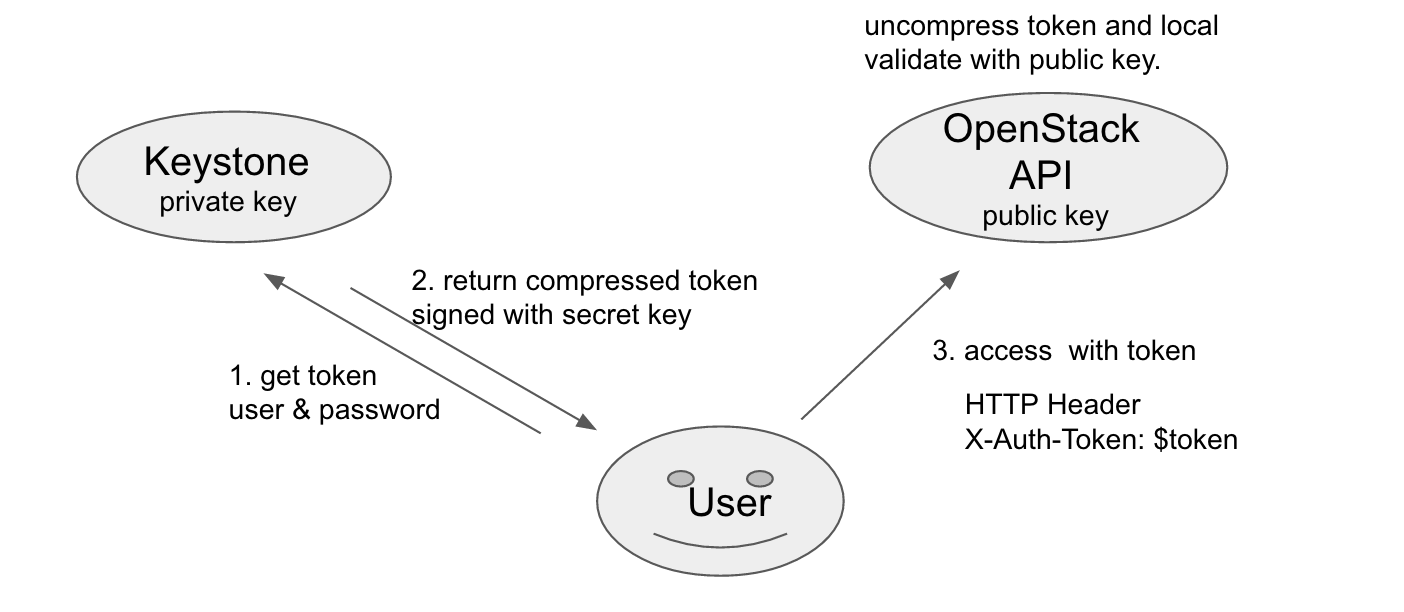 uncompress token and local
validate with public key.
Keystone
private key
OpenStack
API
public key
2. return compressed token
signed with secret key
1. get token
user & password
3. access  with token
HTTP Header
X-Auth-Token: $token
User